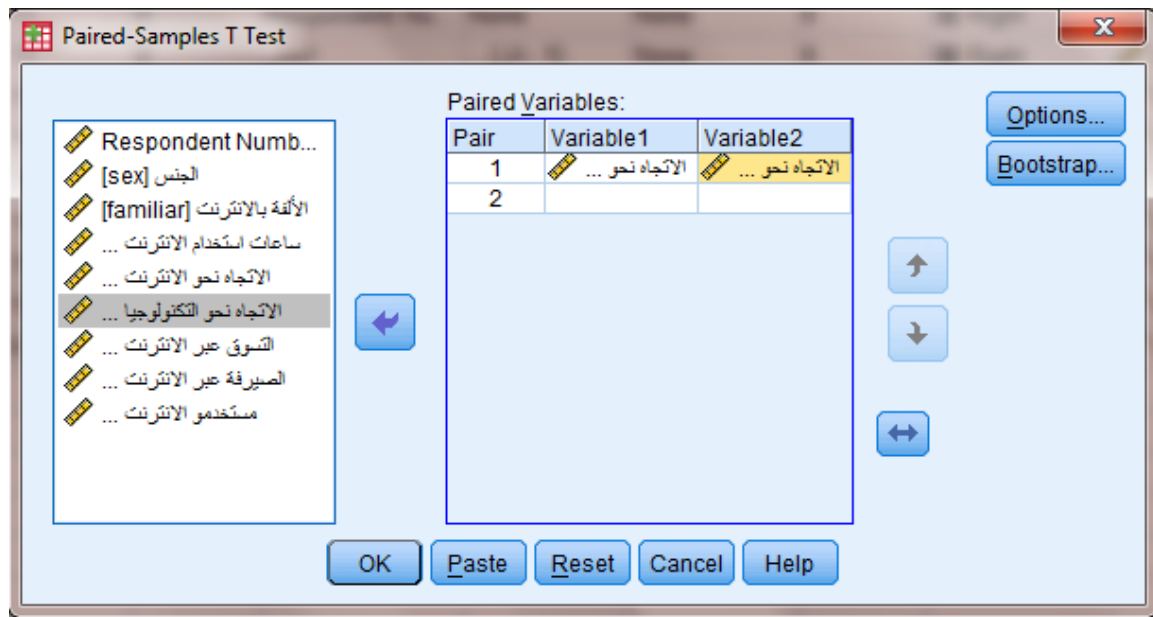 Paired-Samples T Test
Respondent Numb...
الجنس [sex]
الألفة بالانترنت [familiar]
ساعات استخدام الانترنت ...
الاتجاه نحو الانترنت ...
الاتجاه نحو التكنولوجيا ...
التسوق عبر الانترنت ...
الصيرفة عبر الانترنت ...
مستخدمو الانترنت ...
Paired Variables:
Pair Variable1 Variable2
1 الاتجاه نحو ... الاتجاه نحو ...
2
Options...
Bootstrap...
OK Paste Reset Cancel Help